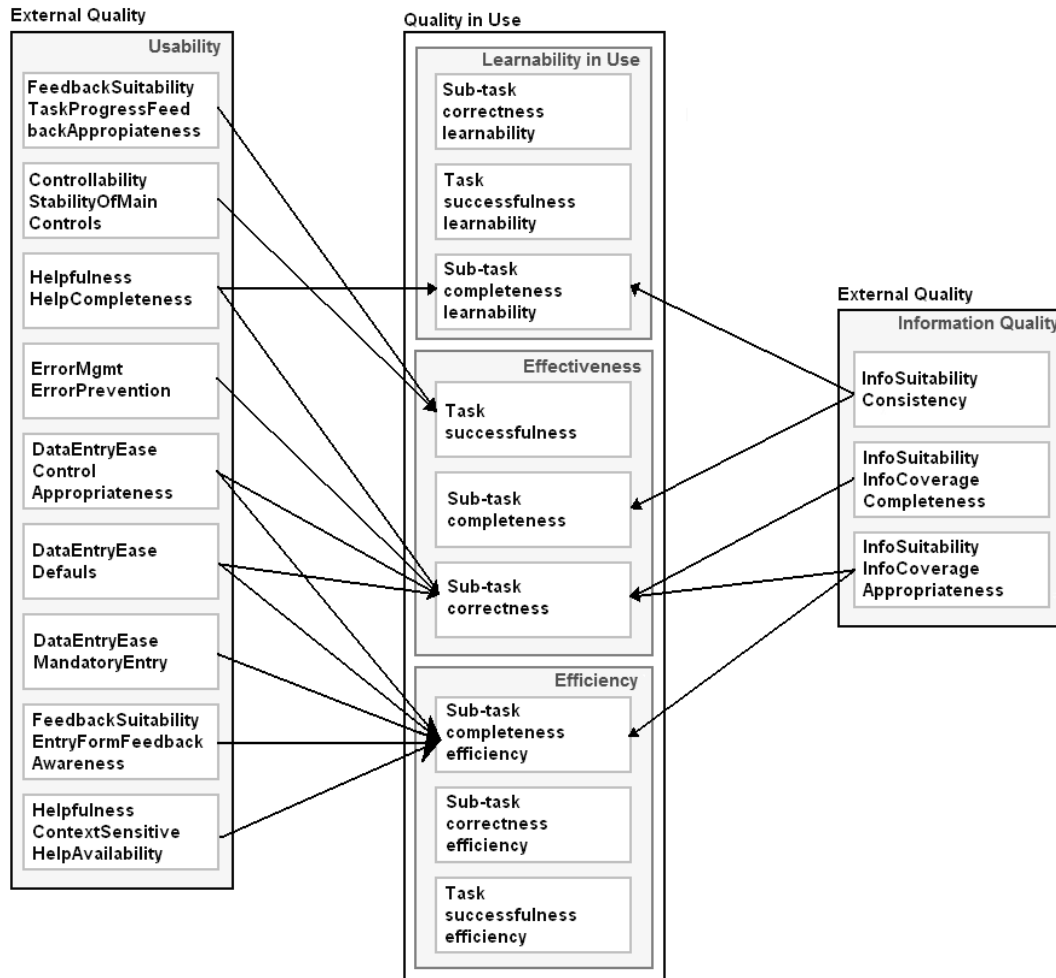 External Quality
Usability
FeedbackSuitability
TaskProgressFeed
backAppropiateness
Controllability
StabilityOfMain
Controls
Helpfulness
HelpCompleteness
ErrorMgmt
ErrorPrevention
DataEntryEase
Control
Appropriateness
DataEntryEase
Defauls
DataEntryEase
MandatoryEntry
FeedbackSuitability
EntryFormFeedback
Awareness
Helpfulness
ContextSensitive
HelpAvailability
Quality in Use
Learnability in Use
Sub-task
correctness
learnability
Task
successfulness
learnability
Sub-task
completeness
learnability
Effectiveness
Task
successfulness
Sub-task
completeness
Sub-task
correctness
Efficiency
Sub-task
completeness
efficiency
Sub-task
correctness
efficiency
Task
successfulness
efficiency
External Quality
Information Quality
InfoSuitability
Consistency
InfoSuitability
InfoCoverage
Completeness
InfoSuitability
InfoCoverage
Appropriateness